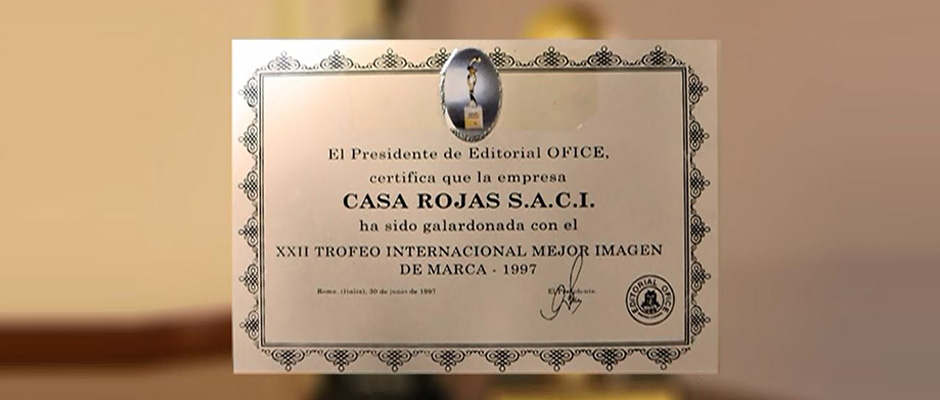 El Presidente de Editorial OFICE,
certifica que la empresa
CASA ROJAS S.A.C.I.
ha sido galardonada con el
XXII TROFEO INTERNACIONAL MEJOR IMAGEN
DE MARCA - 1997
Roma, (Italia), 30 de junio de 1997
El Presidente,
EDITORIAL OFICE